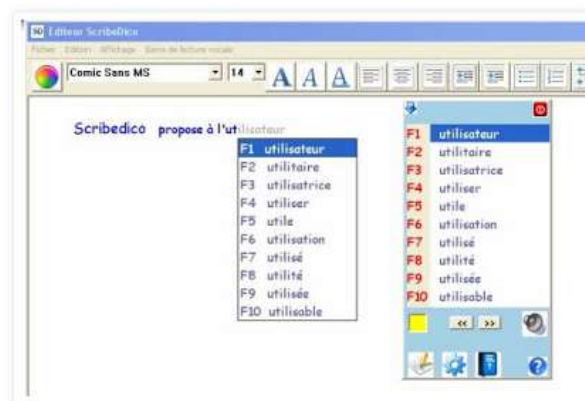 Editeur ScribeDico
Fichier Edition Affichage Barre de lecture vocale
Comic Sans MS 14 A A A
Scribedico propose à l'utilisateur
F1 utilisateur
F2 utilitaire
F3 utilisatrice
F4 utiliser
F5 utile
F6 utilisation
F7 utilisé
F8 utilité
F9 utilisée
F10 utilisable
F1 utilisateur
F2 utilitaire
F3 utilisatrice
F4 utiliser
F5 utile
F6 utilisation
F7 utilisé
F8 utilité
F9 utilisée
F10 utilisable
<< >>